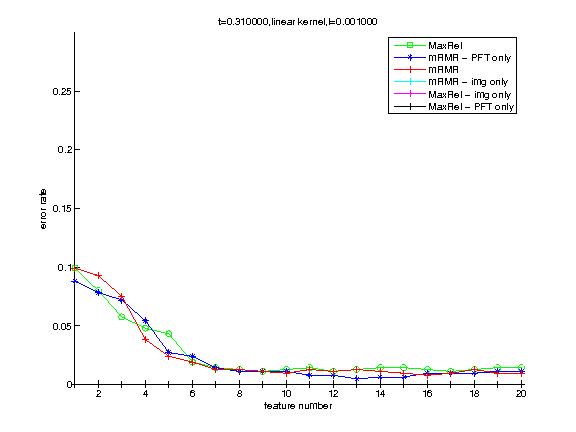 t=0.310000,linear kernel,l=0.001000
MaxRel
mRMR - PFT only
mRMR
mRMR - img only
MaxRel - img only
MaxRel - PFT only
0.25
0.2
0.15
0.1
0.05
0
error rate
2 4 6 8 10 12 14 16 18 20
feature number